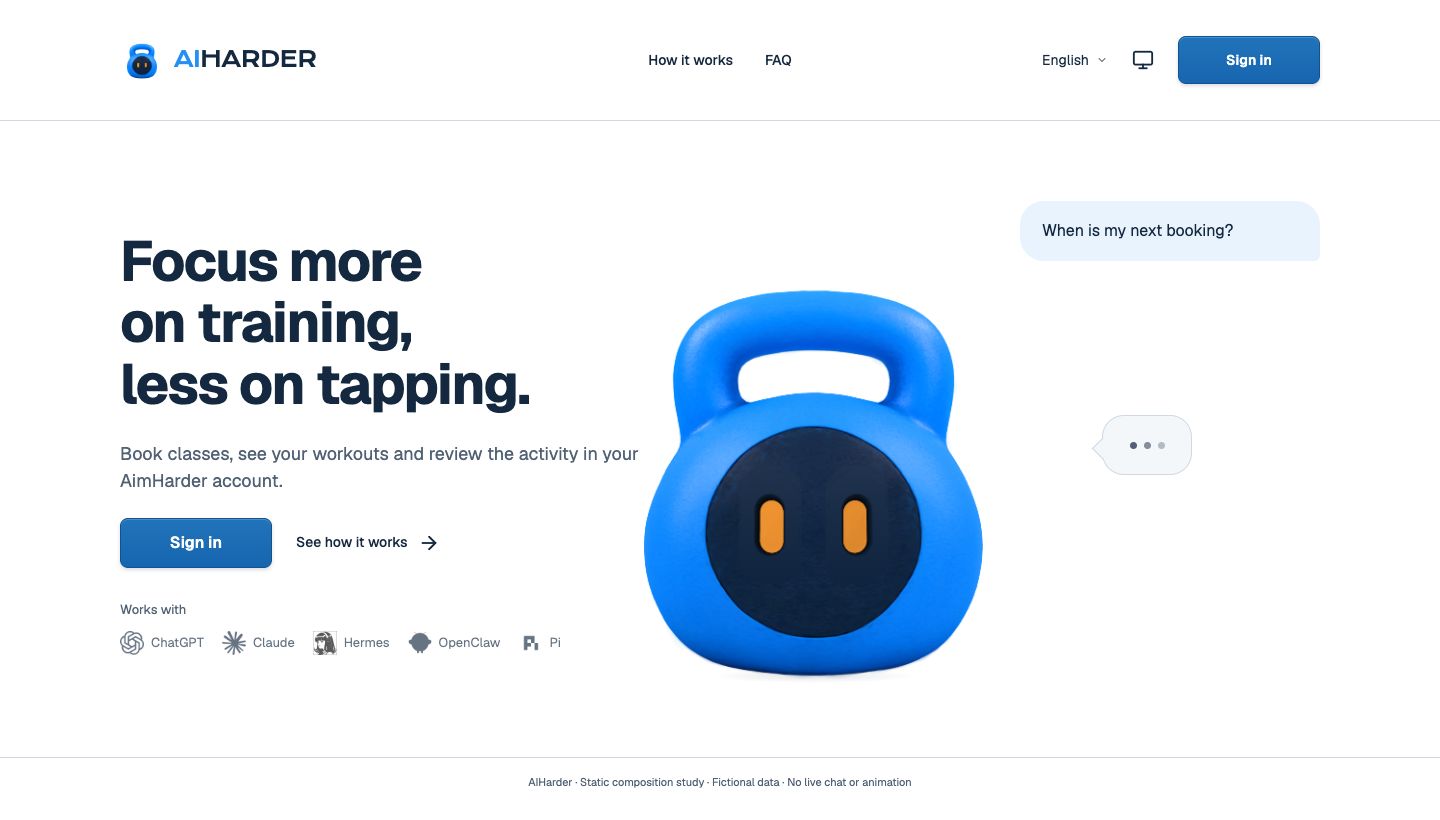 AIHARDER
How it works
FAQ
English
Sign in
When is my next booking?
Focus more
on training,
less on tapping.
Book classes, see your workouts and review the activity in your
AimHarder account.
Sign in
See how it works
Works with
ChatGPT
Claude
Hermes
OpenClaw
Pi
AIHarder · Static composition study · Fictional data · No live chat or animation